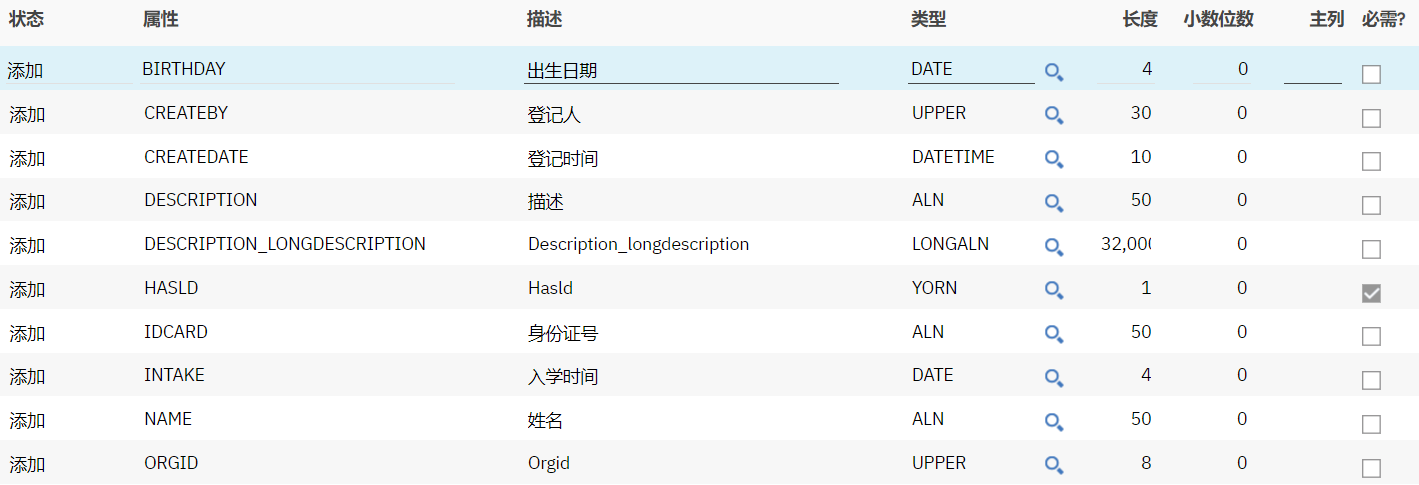 状态 属性 描述 类型 长度 小数位数 主列 必需?
添加 BIRTHDAY 出生日期 DATE 4 0
添加 CREATEBY 登记人 UPPER 30 0
添加 CREATEDATE 登记时间 DATETIME 10 0
添加 DESCRIPTION 描述 ALN 50 0
添加 DESCRIPTION_LONGDESCRIPTION Description_longdescription LONGALN 32,000 0
添加 HASLD Hasld YORN 1 0
添加 IDCARD 身份证号 ALN 50 0
添加 INTAKE 入学时间 DATE 4 0
添加 NAME 姓名 ALN 50 0
添加 ORGID Orgid UPPER 8 0